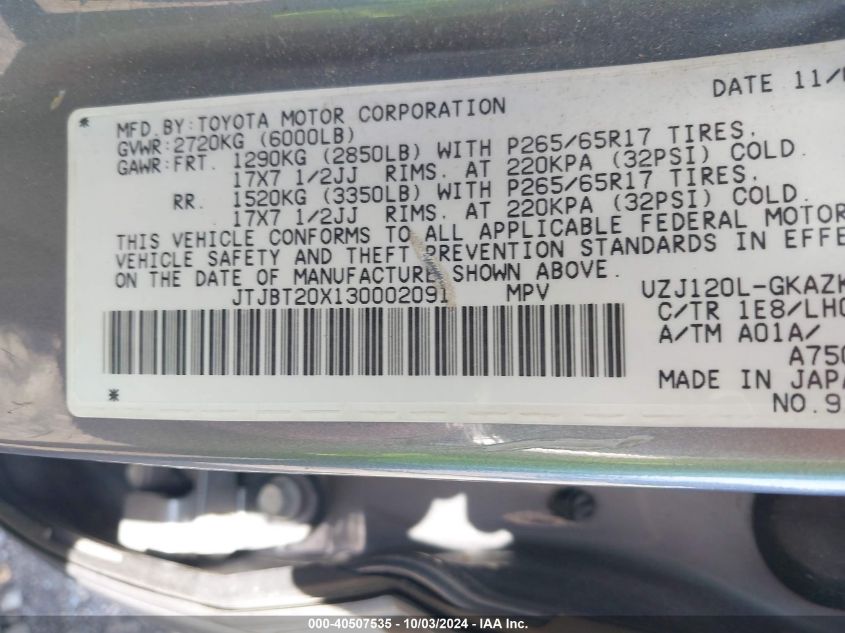 DATE 11/
* MFD.BY:TOYOTA MOTOR CORPORATION
GVWR:2720KG (6000LB)
GAWR:FRT. 1290KG (2850LB) WITH P265/65R17 TIRES.
17X7 1/2JJ RIMS. AT 220KPA (32PSI) COLD.
RR. 1520KG (3350LB) WITH P265/65R17 TIRES.
17X7 1/2JJ RIMS. AT 220KPA (32PSI) COLD.
THIS VEHICLE CONFORMS TO ALL APPLICABLE FEDERAL MOTOR
VEHICLE SAFETY AND THEFT PREVENTION STANDARDS IN EFFE
ON THE DATE OF MANUFACTURE SHOWN ABOVE.
JTJBT20X130002091 MPV UZJ120L-GKAZK
C/TR 1E8/LH
A/TM A01A/
A750
MADE IN JAPA
* NO.9
000-40507535 - 10/03/2024 - IAA Inc.